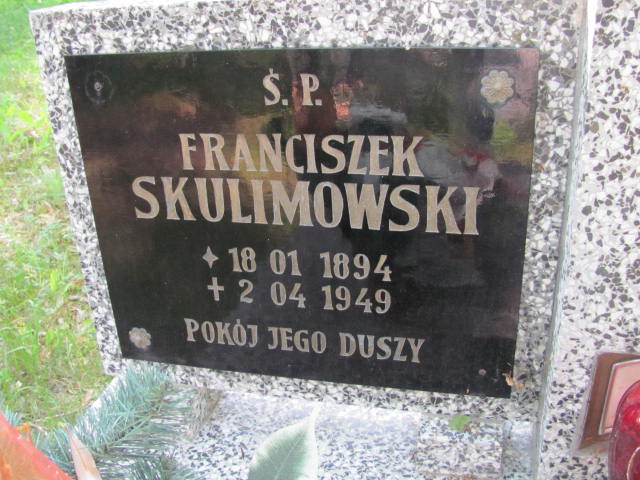 Ś. P.
FRANCISZEK
SKULIMOWSKI
18 01 1894
2 04 1949
POKÓJ JEGO DUSZY